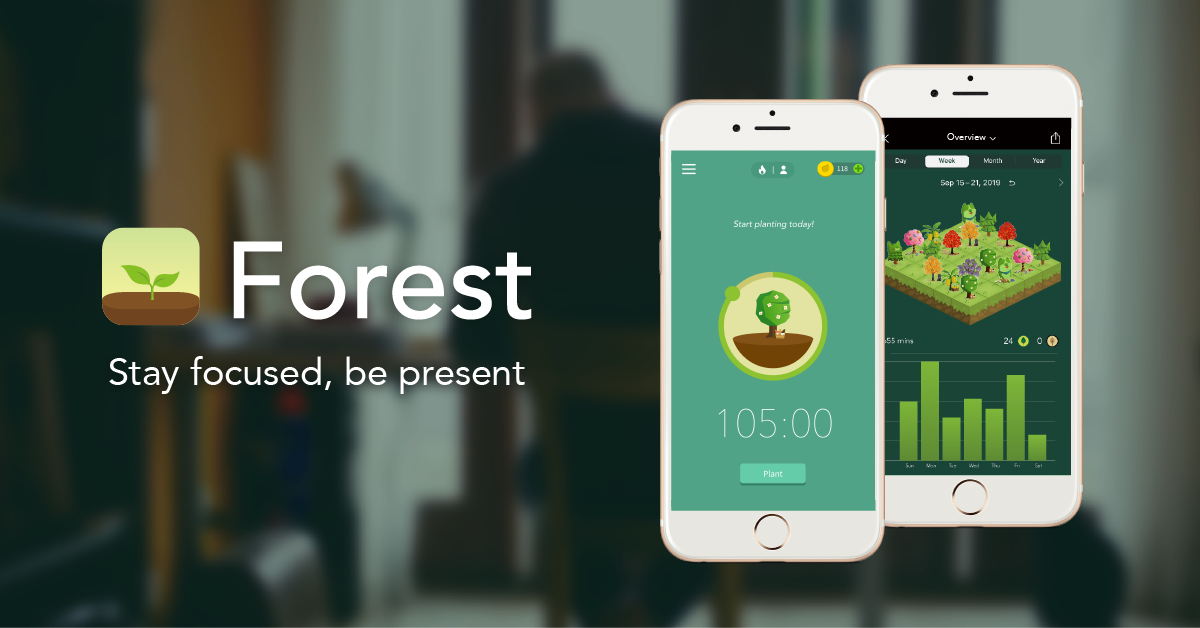 Forest
Stay focused, be present
118
Start planting today!
105:00
Plant
Overview
Day Week Month Year
Sep 15–21, 2019
mins
24 0
Sun Mon Tue Wed Thu Fri Sat